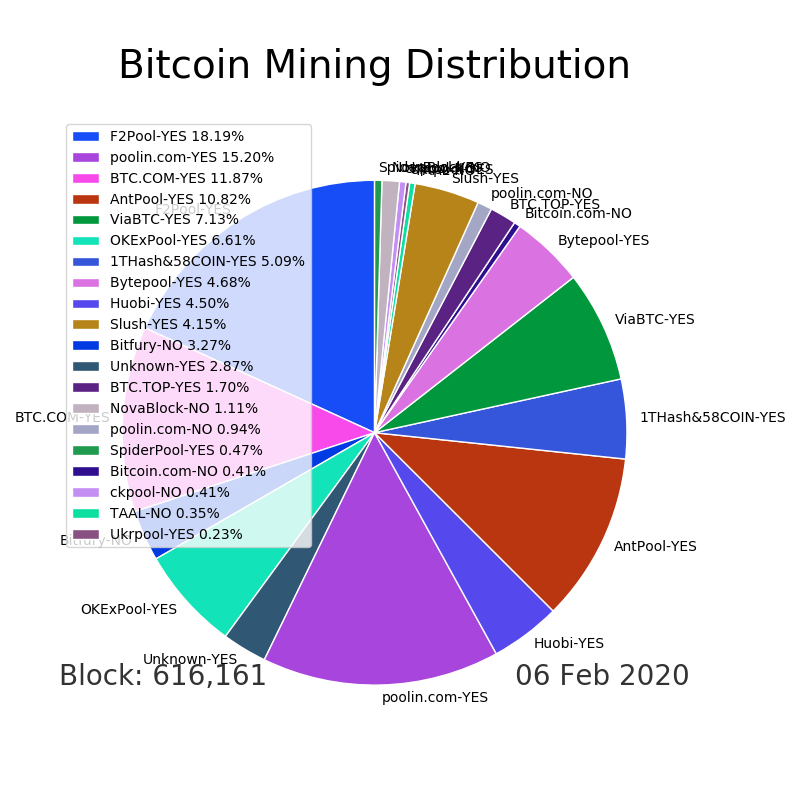 Bitcoin Mining Distribution
F2Pool-YES 18.19%
poolin.com-YES 15.20%
BTC.COM-YES 11.87%
AntPool-YES 10.82%
ViaBTC-YES 7.13%
OKExPool-YES 6.61%
1THash&58COIN-YES 5.09%
Bytepool-YES 4.68%
Huobi-YES 4.50%
Slush-YES 4.15%
Bitfury-NO 3.27%
Unknown-YES 2.87%
BTC.TOP-YES 1.70%
NovaBlock-NO 1.11%
poolin.com-NO 0.94%
SpiderPool-YES 0.47%
Bitcoin.com-NO 0.41%
ckpool-NO 0.41%
TAAL-NO 0.35%
Ukrpool-YES 0.23%
Slush-YES
poolin.com-NO
BTC.TOP-YES
Bitcoin.com-NO
Bytepool-YES
ViaBTC-YES
1THash&58COIN-YES
AntPool-YES
Huobi-YES
poolin.com-YES
Unknown-YES
OKExPool-YES
Bitfury-NO
BTC.COM-YES
F2Pool-YES
Block: 616,161
06 Feb 2020